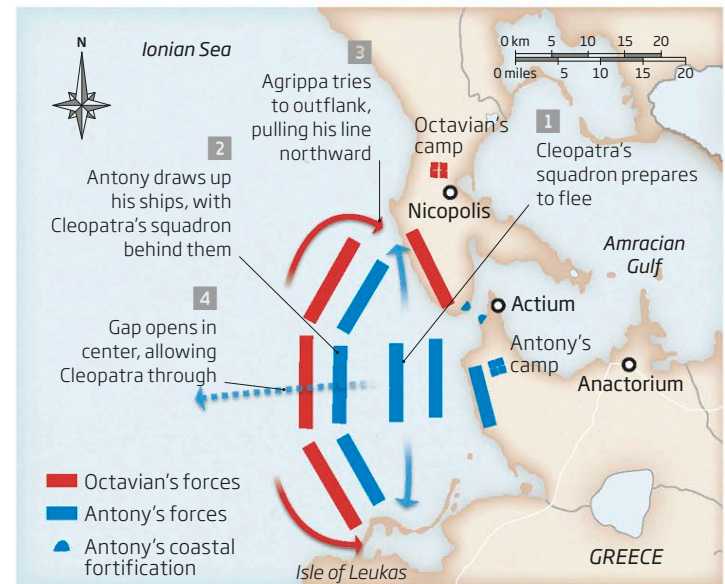 N
Ionian Sea
0 km 5 10 15 20
0 miles 5 10 15 20
3
Agrippa tries
to outflank,
pulling his line
northward
Octavian's
camp
1
Cleopatra's
squadron prepares
to flee
2
Antony draws up
his ships, with
Cleopatra's squadron
behind them
Nicopolis
Amracian
Gulf
4
Gap opens in
center, allowing
Cleopatra through
Actium
Antony's
camp
Anactorium
Octavian's forces
Antony's forces
Antony's coastal
fortification
Isle of Leukas
GREECE